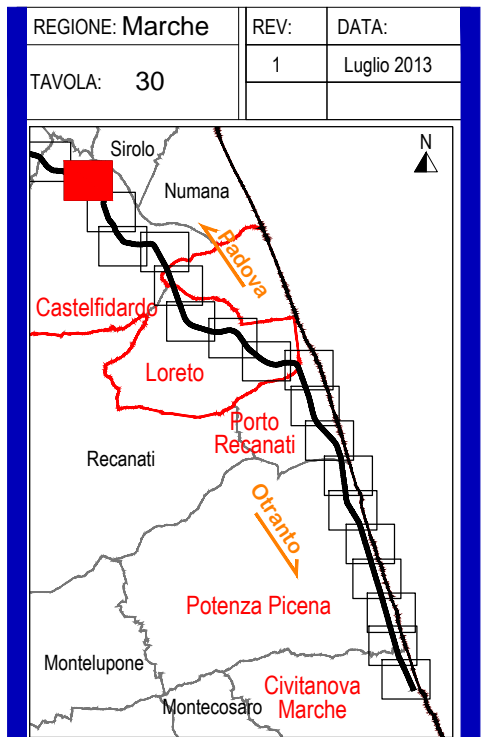 REGIONE: Marche
REV:
DATA:
TAVOLA: 30
1
Luglio 2013
Sirolo
N
Numana
Padova
Castelfidardo
Loreto
Porto
Recanati
Recanati
Otranto
Potenza Picena
Montelupone
Montecosaro
Civitanova
Marche